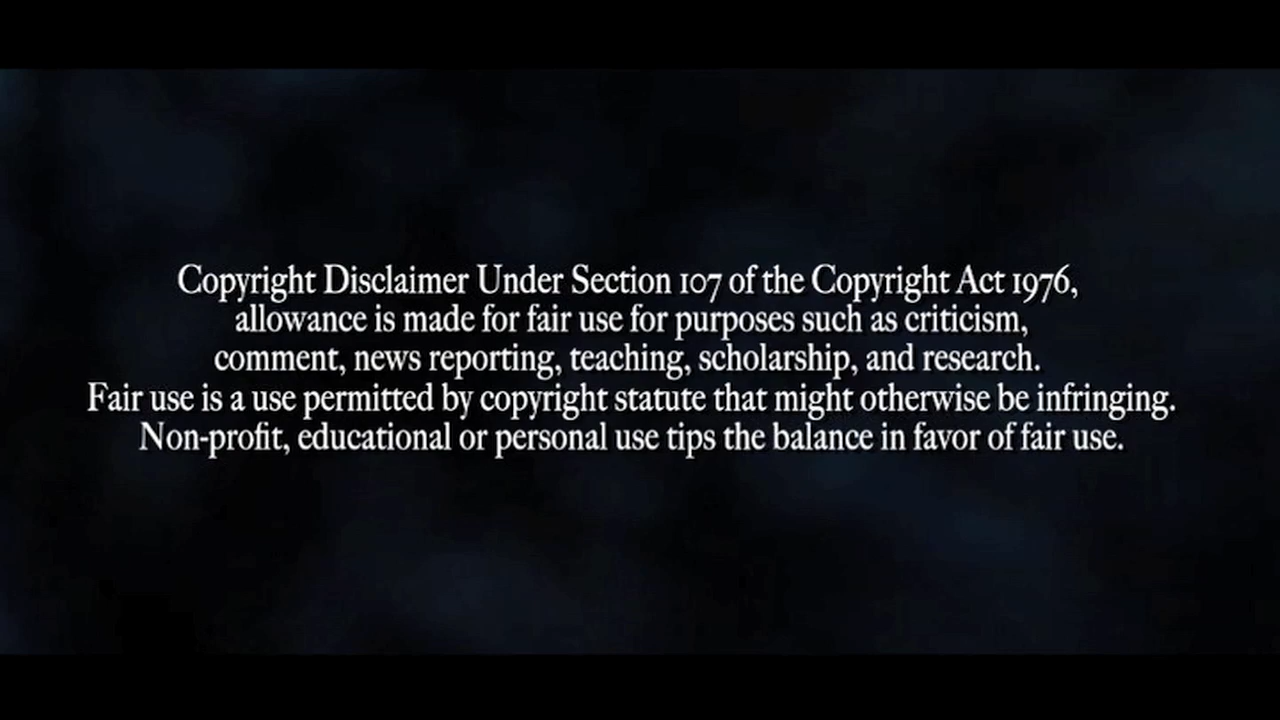 Copyright Disclaimer Under Section 107 of the Copyright Act 1976,
allowance is made for fair use for purposes such as criticism,
comment, news reporting, teaching, scholarship, and research.
Fair use is a use permitted by copyright statute that might otherwise be infringing.
Non-profit, educational or personal use tips the balance in favor of fair use.